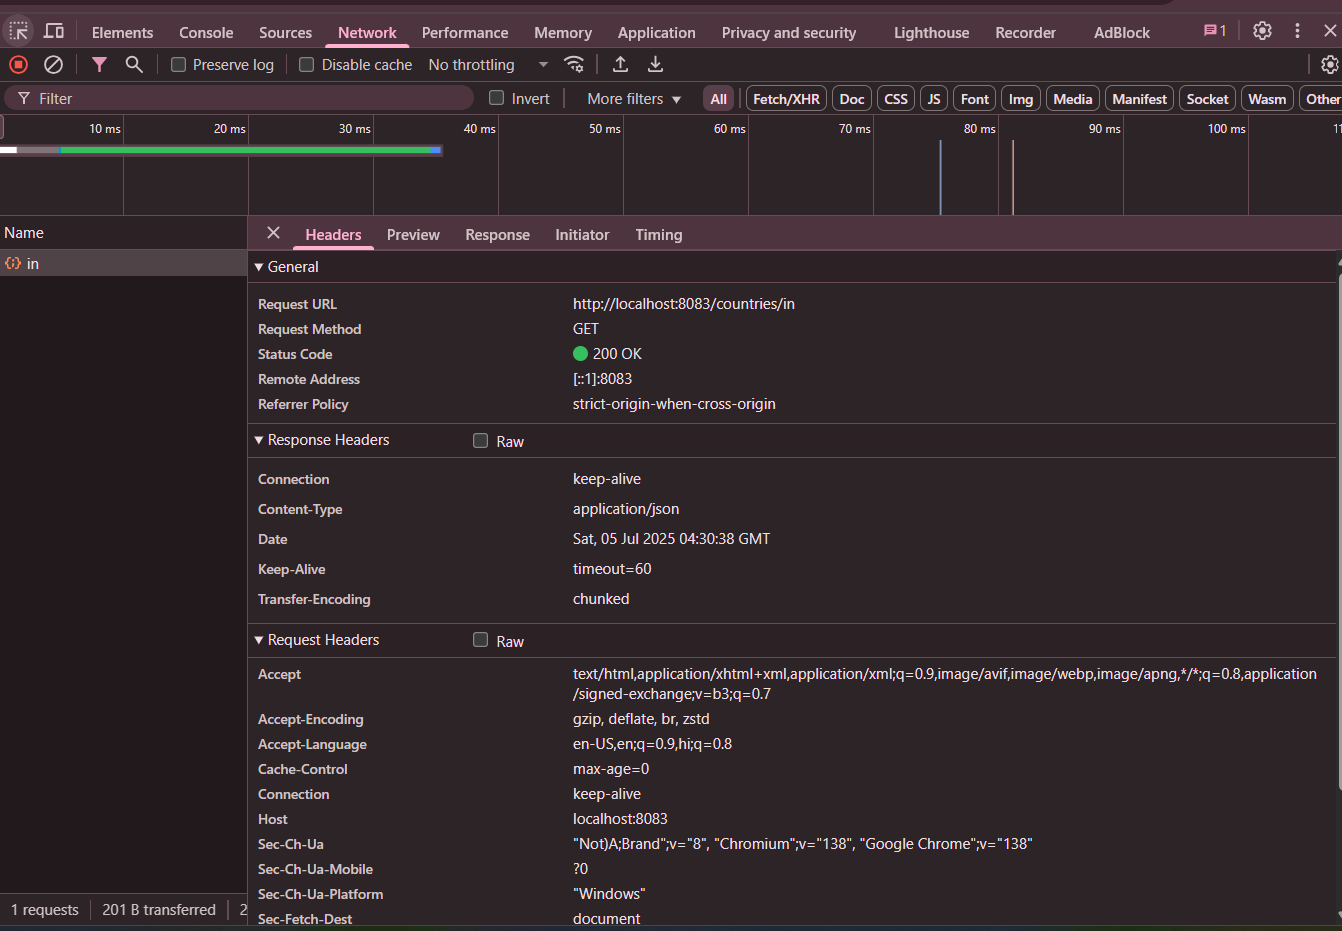 Elements Console Sources Network Performance Memory Application Privacy and security Lighthouse Recorder AdBlock 1
Preserve log Disable cache No throttling
Filter Invert More filters All Fetch/XHR Doc CSS JS Font Img Media Manifest Socket Wasm Other
10 ms 20 ms 30 ms 40 ms 50 ms 60 ms 70 ms 80 ms 90 ms 100 ms
Name
Headers Preview Response Initiator Timing
in
General
Request URL http://localhost:8083/countries/in
Request Method GET
Status Code 200 OK
Remote Address [::1]:8083
Referrer Policy strict-origin-when-cross-origin
Response Headers Raw
Connection keep-alive
Content-Type application/json
Date Sat, 05 Jul 2025 04:30:38 GMT
Keep-Alive timeout=60
Transfer-Encoding chunked
Request Headers Raw
Accept text/html,application/xhtml+xml,application/xml;q=0.9,image/avif,image/webp,image/apng,*/*;q=0.8,application
/signed-exchange;v=b3;q=0.7
Accept-Encoding gzip, deflate, br, zstd
Accept-Language en-US,en;q=0.9,hi;q=0.8
Cache-Control max-age=0
Connection keep-alive
Host localhost:8083
Sec-Ch-Ua "Not)A;Brand";v="8", "Chromium";v="138", "Google Chrome";v="138"
Sec-Ch-Ua-Mobile ?0
Sec-Ch-Ua-Platform "Windows"
Sec-Fetch-Dest document
1 requests 201 B transferred 2